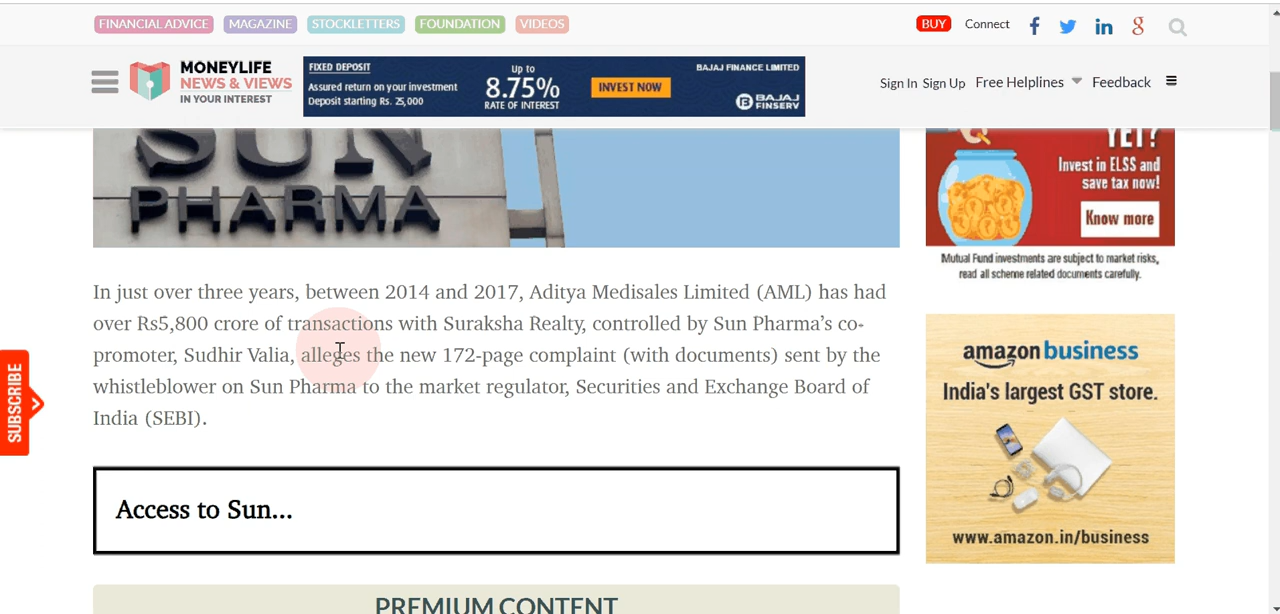 FINANCIAL ADVICE MAGAZINE STOCKLETTERS FOUNDATION VIDEOS
BUY Connect
MONEYLIFE
NEWS & VIEWS
IN YOUR INTEREST
FIXED DEPOSIT
Assured return on your investment
Deposit starting Rs. 25,000
Up to
8.75%
RATE OF INTEREST
INVEST NOW
BAJAJ FINANCE LIMITED
BAJAJ
FINSERV
Sign In Sign Up Free Helplines Feedback
SUN
PHARMA
YET?
Invest in ELSS and
save tax now!
Know more
Mutual Fund investments are subject to market risks,
read all scheme related documents carefully.
In just over three years, between 2014 and 2017, Aditya Medisales Limited (AML) has had
over Rs5,800 crore of transactions with Suraksha Realty, controlled by Sun Pharma's co-
promoter, Sudhir Valia, alleges the new 172-page complaint (with documents) sent by the
whistleblower on Sun Pharma to the market regulator, Securities and Exchange Board of
India (SEBI).
SUBSCRIBE
Access to Sun...
PREMIUM CONTENT
amazon business
India's largest GST store.
www.amazon.in/business